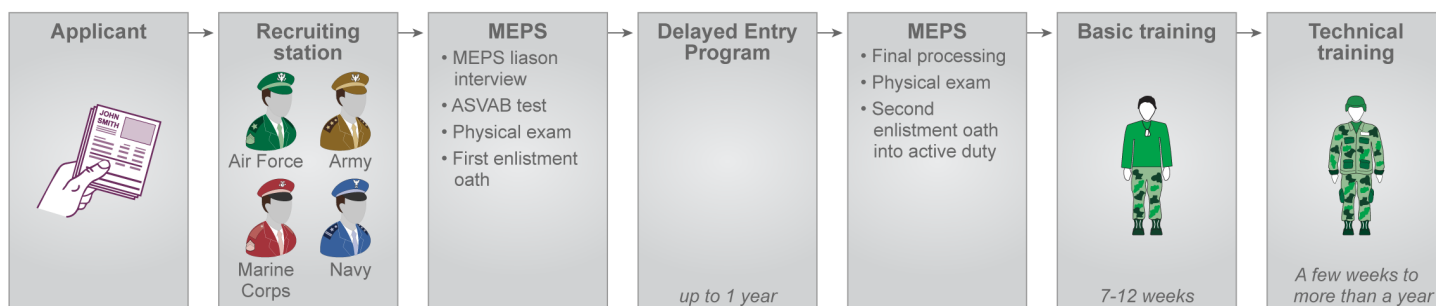 Applicant
JOHN
SMITH
Recruiting
station
Air Force
Army
Marine
Corps
Navy
MEPS
• MEPS liason
interview
• ASVAB test
• Physical exam
• First enlistment
oath
Delayed Entry
Program
up to 1 year
MEPS
• Final processing
• Physical exam
• Second
enlistment oath
into active duty
Basic training
7-12 weeks
Technical
training
A few weeks to
more than a year